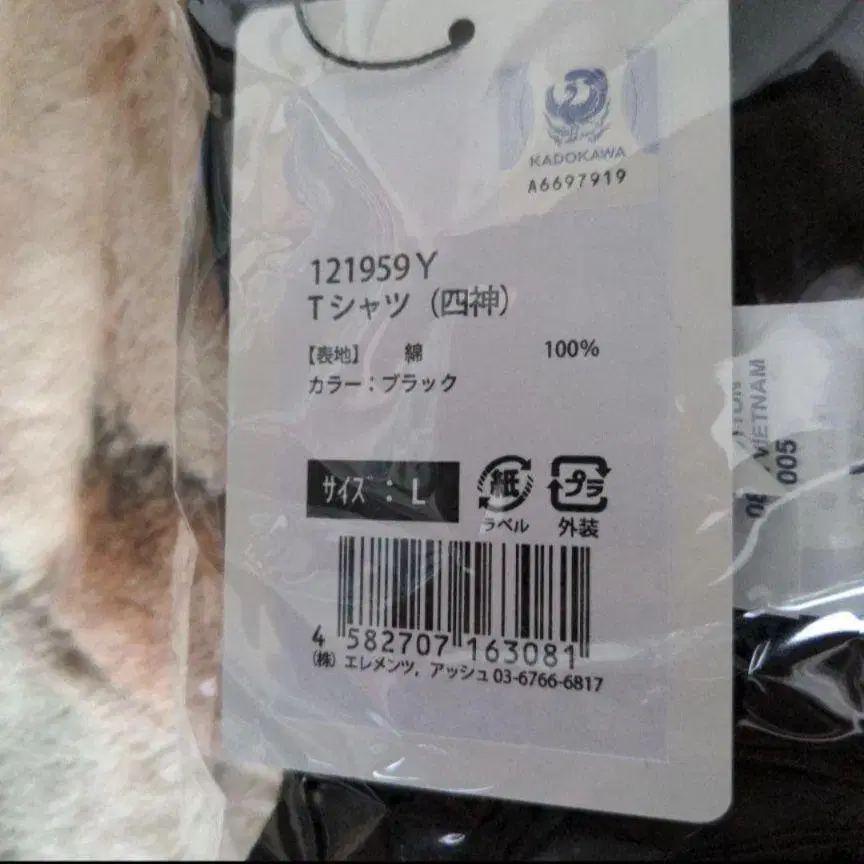 KADOKAWA
A6697919
121959Y
Tシャツ（四神）
【表地】 綿 100%
カラー：ブラック
サイズ：L
紙
ラベル
プラ
外装
4 582707 163081
（株）エレメンツ，アッシュ 03-6766-6817
VIETNAM
005